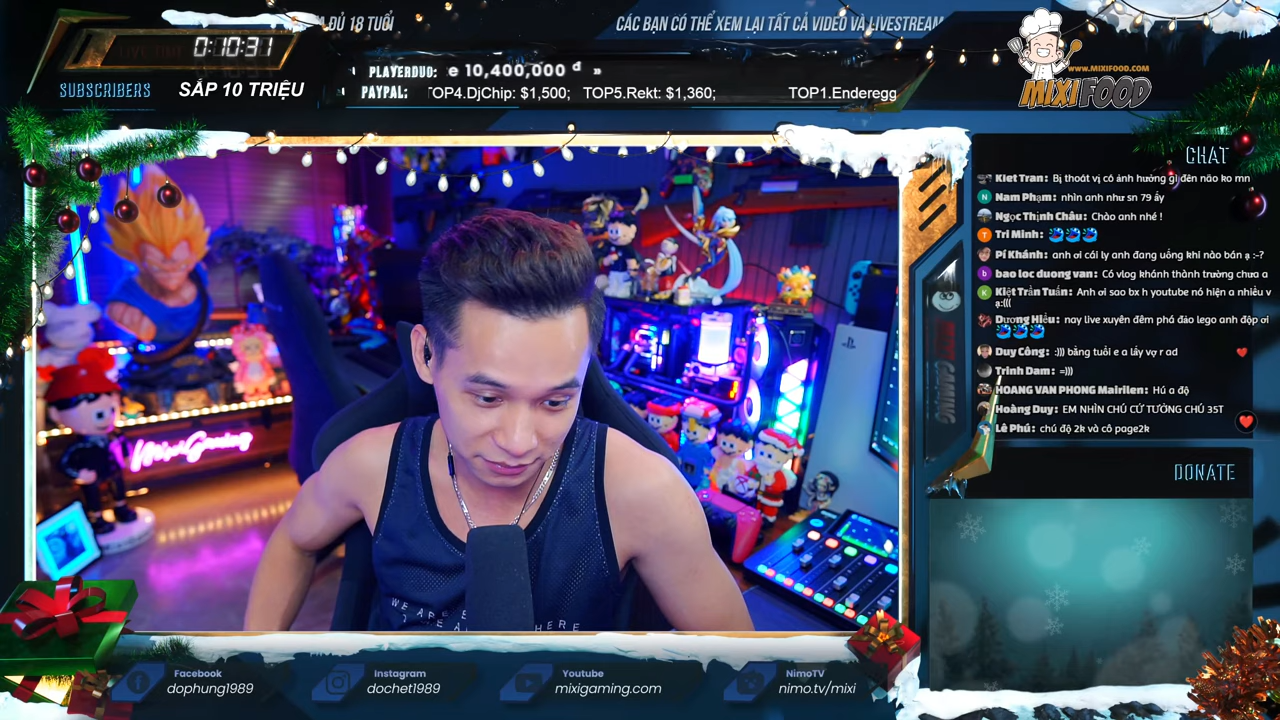 ĐỦ 18 TUỔI
CÁC BẠN CÓ THỂ XEM LẠI TẤT CẢ VIDEO VÀ LIVESTREAM
LIVE TIME 0:10:31
SUBSCRIBERS SẮP 10 TRIỆU
PLAYERDUO: e 10,400,000 đ »
PAYPAL: TOP4.DjChip: $1,500; TOP5.Rekt: $1,360; TOP1.Enderegg
WWW.MIXIFOOD.COM
MIXIFOOD
CHAT
Kiet Tran: Bị thoát vị có ảnh hưởng gì đên não ko mn
Nam Phạm: nhìn anh như sn 79 ấy
Ngọc Thịnh Châu: Chào anh nhé !
Tri Minh:
Pí Khánh: anh ơi cái ly anh đang uống khi nào bán ạ :-?
bao loc duong van: Có vlog khánh thành trường chưa a
Kiệt Trần Tuấn: Anh ơi sao bx h youtube nó hiện a nhiều v
ạ:(((
Dương Hiếu: nay live xuyên đêm phá đảo lego anh độp ơi
Duy Công: :))) bằng tuổi e a lấy vợ r ad
Trinh Dam: =)))
HOANG VAN PHONG Mairilen: Hú a độ
Hoàng Duy: EM NHÌN CHÚ CỨ TƯỞNG CHÚ 35T
Lê Phú: chú độ 2k và cô page2k
GAMING
DONATE
MixiGaming
WE ARE
HERE
Facebook
dophung1989
Instagram
dochet1989
Youtube
mixigaming.com
NimoTV
nimo.tv/mixi